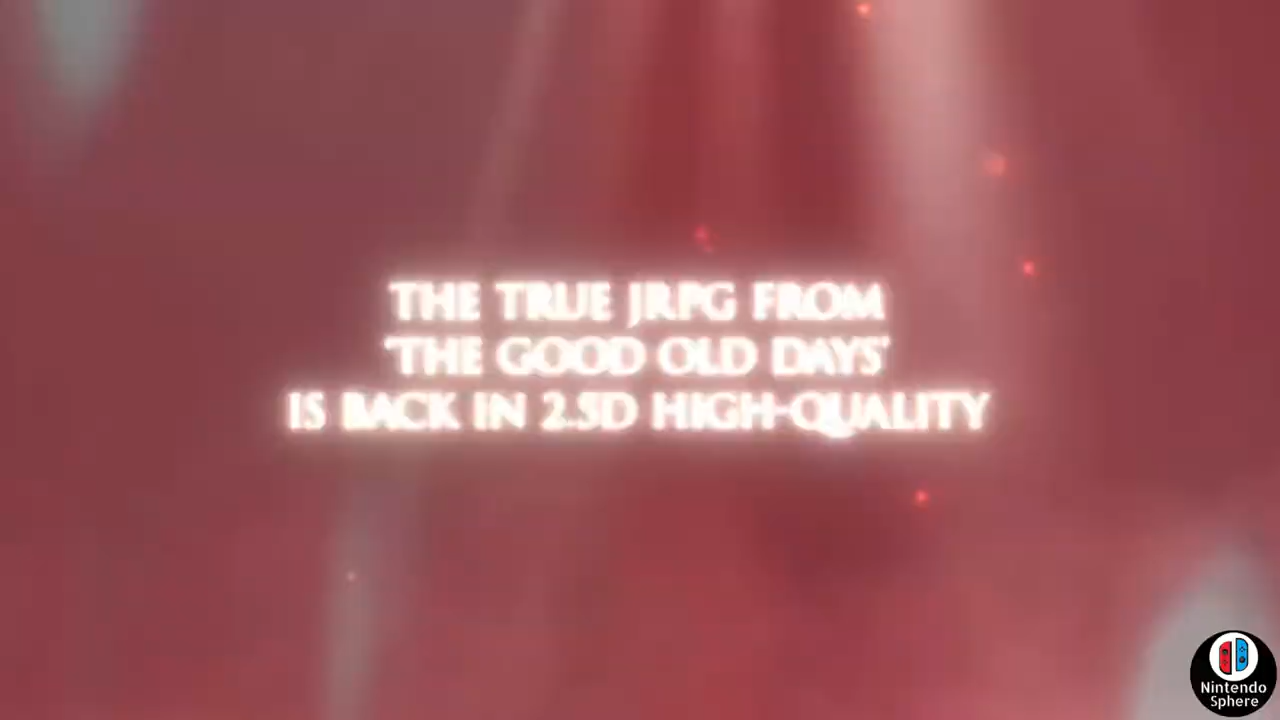 THE TRUE JRPG FROM
'THE GOOD OLD DAYS'
IS BACK IN 2.5D HIGH-QUALITY
Nintendo
Sphere